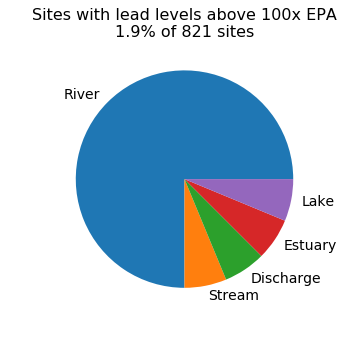 Sites with lead levels above 100x EPA
1.9% of 821 sites
River
Lake
Estuary
Discharge
Stream